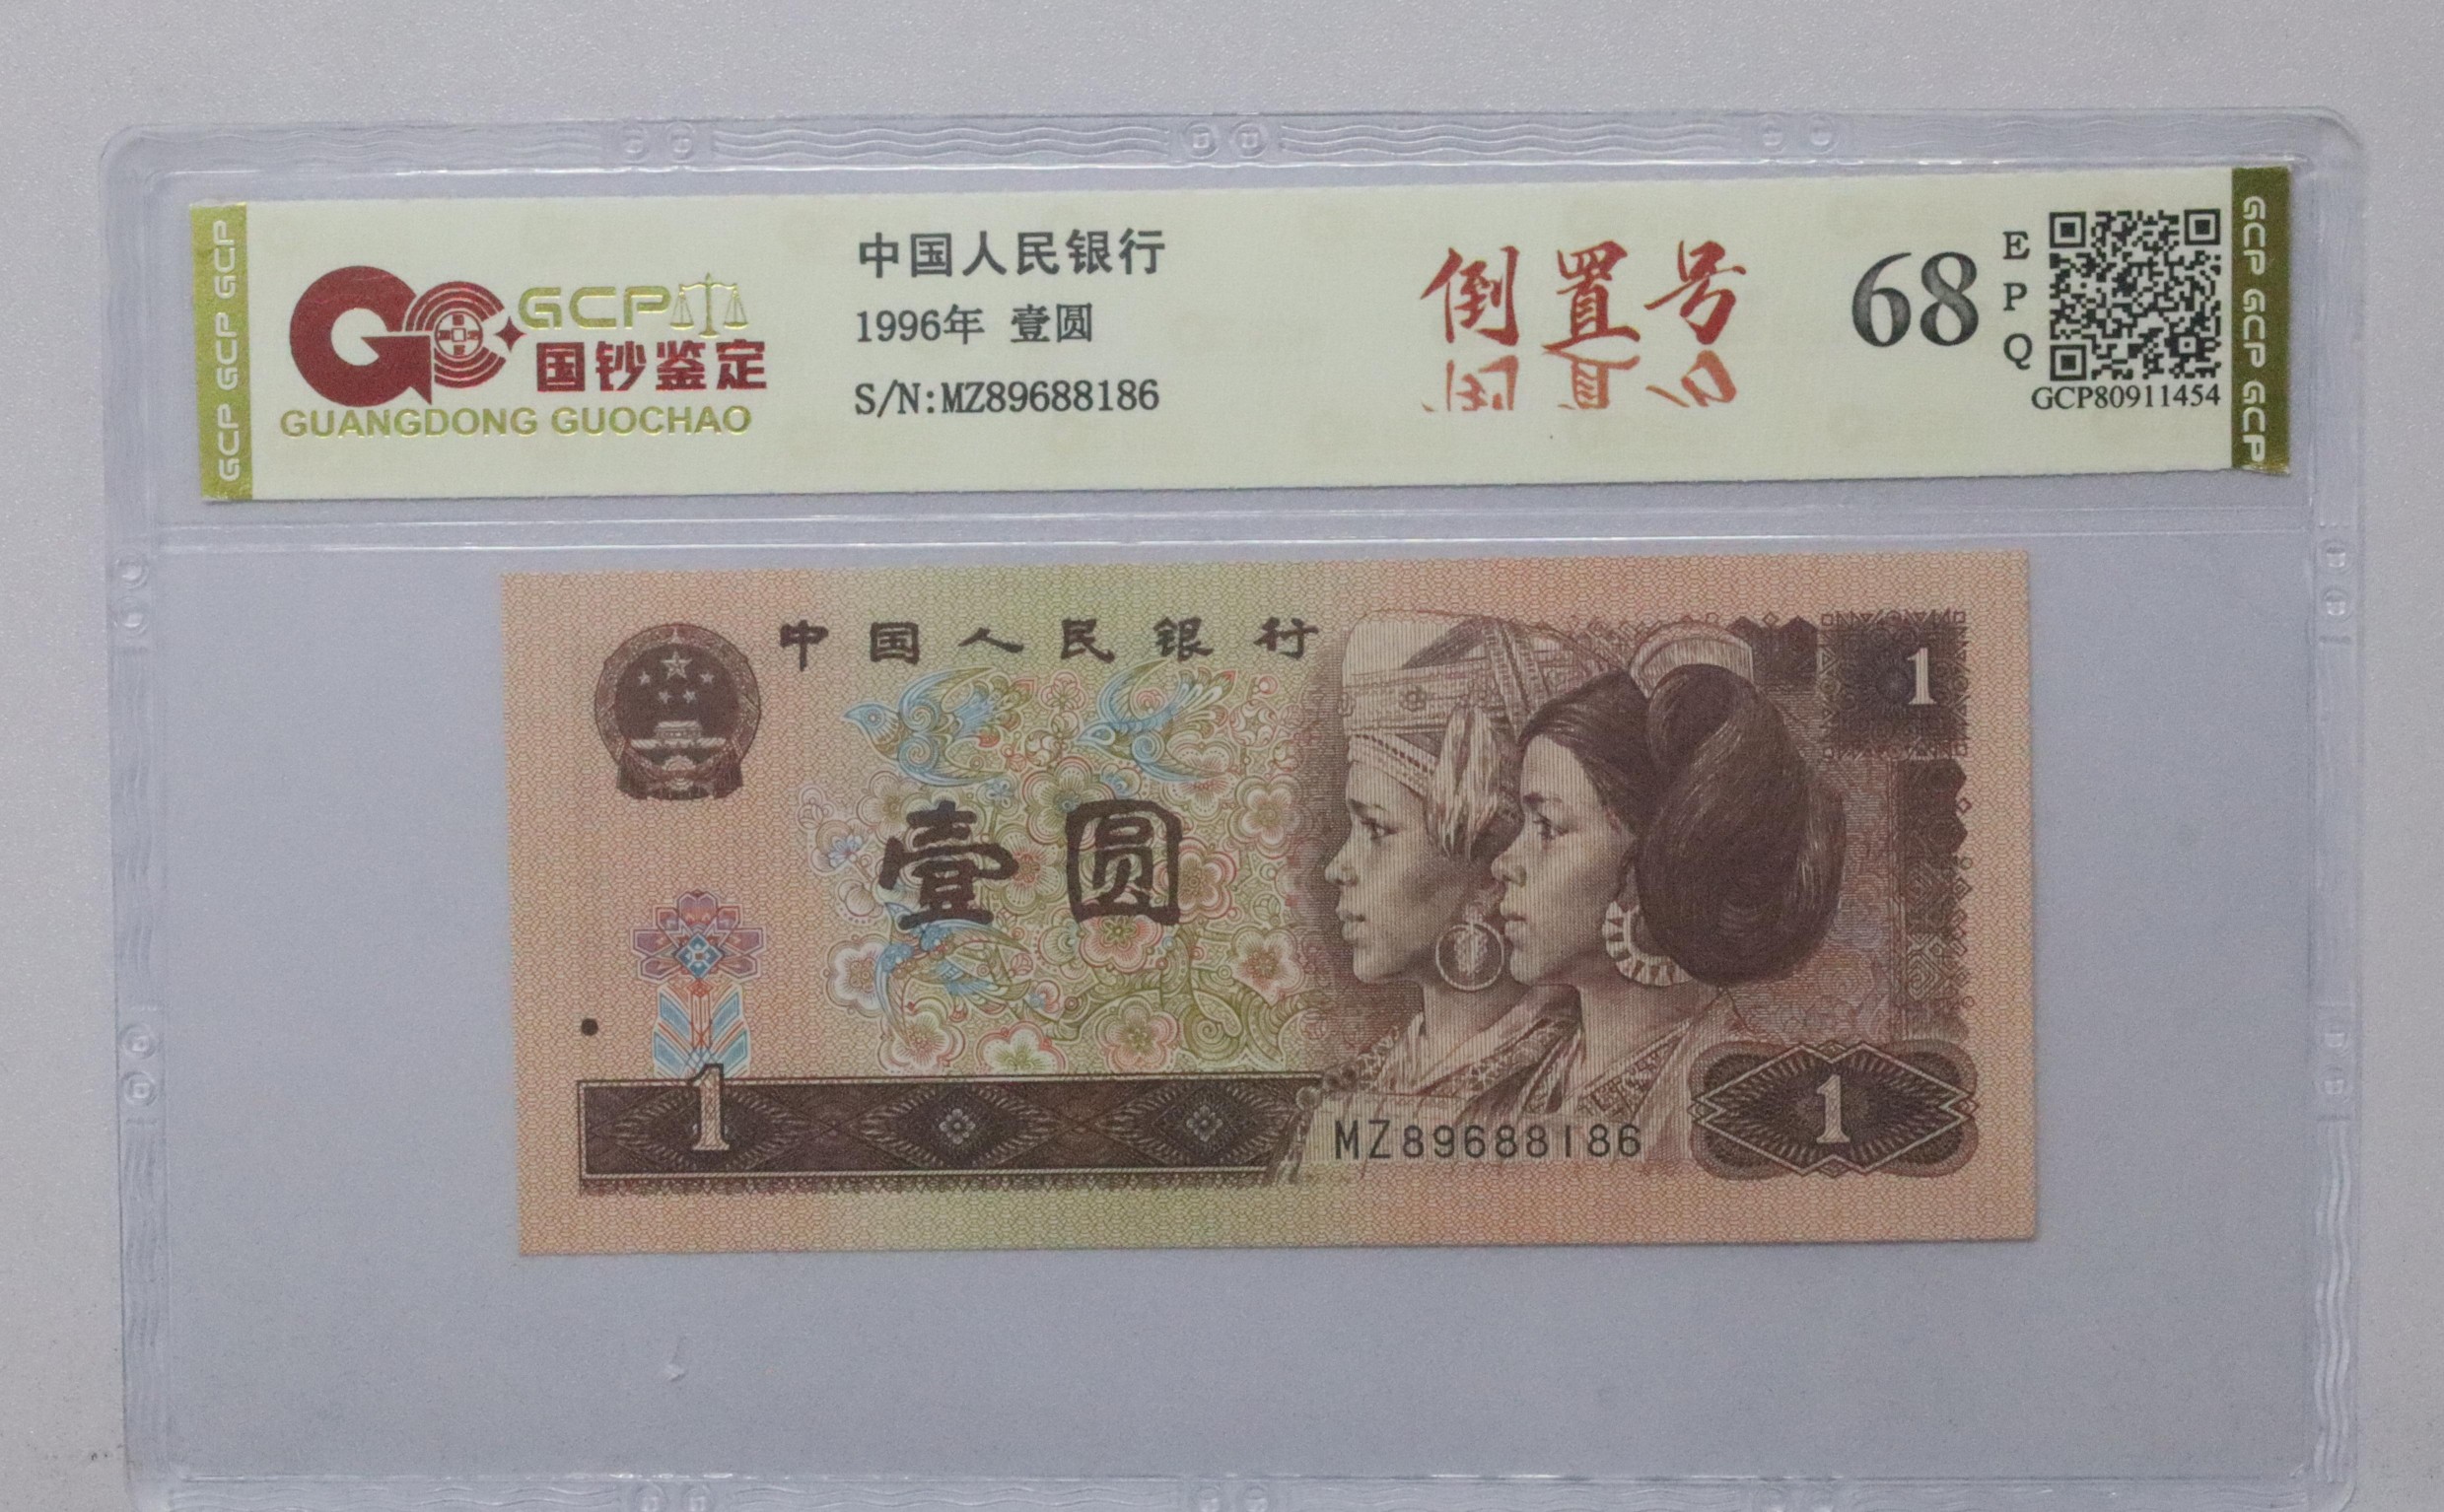 GCP GCP GCP
GCP
国钞鉴定
GUANGDONG GUOCHAO
中国人民银行
1996年 壹圆
S/N:MZ89688186
倒置号
68
EPQ
GCP80911454
GCP GCP GCP
中国人民银行
1
壹圆
1
MZ89688186
1